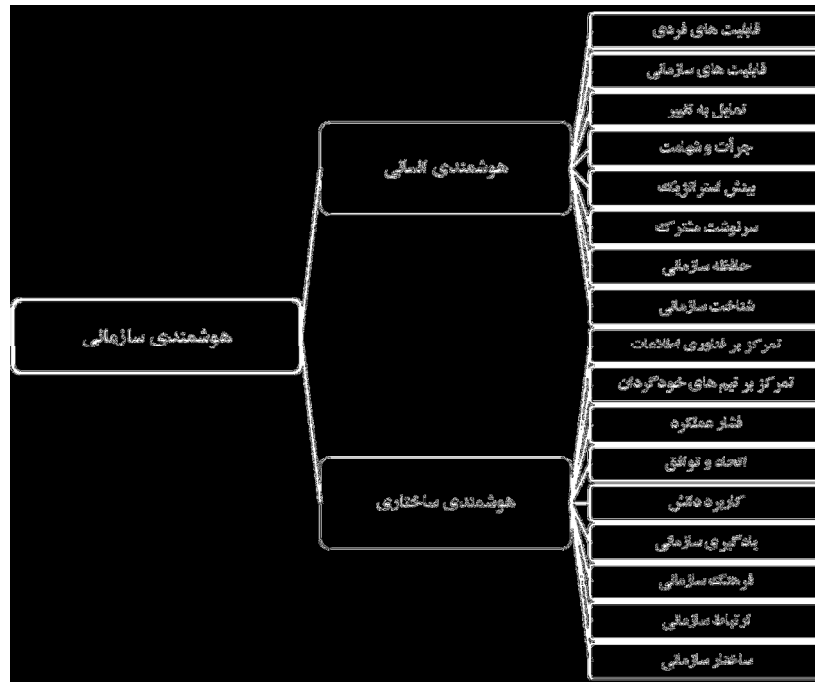 هوشمندی سازمانی
هوشمندی انسانی
قابلیت های فردی
قابلیت های سازمانی
تمایل به تغییر
جرأت و شهامت
بینش استراتژیک
سرنوشت مشترک
حافظه سازمانی
شناخت سازمانی
هوشمندی ساختاری
تمرکز بر فناوری اطلاعات
تمرکز بر تیم های خودگردان
فشار عملکرد
اتحاد و توافق
کاربرد دانش
یادگیری سازمانی
فرهنگ سازمانی
ارتباط سازمانی
ساختار سازمانی